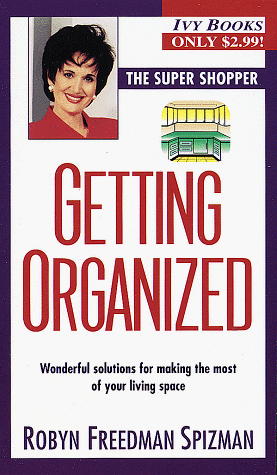 IVY BOOKS
ONLY $2.99!
THE SUPER SHOPPER
GETTING
ORGANIZED
Wonderful solutions for making the most
of your living space
ROBYN FREEDMAN SPIZMAN